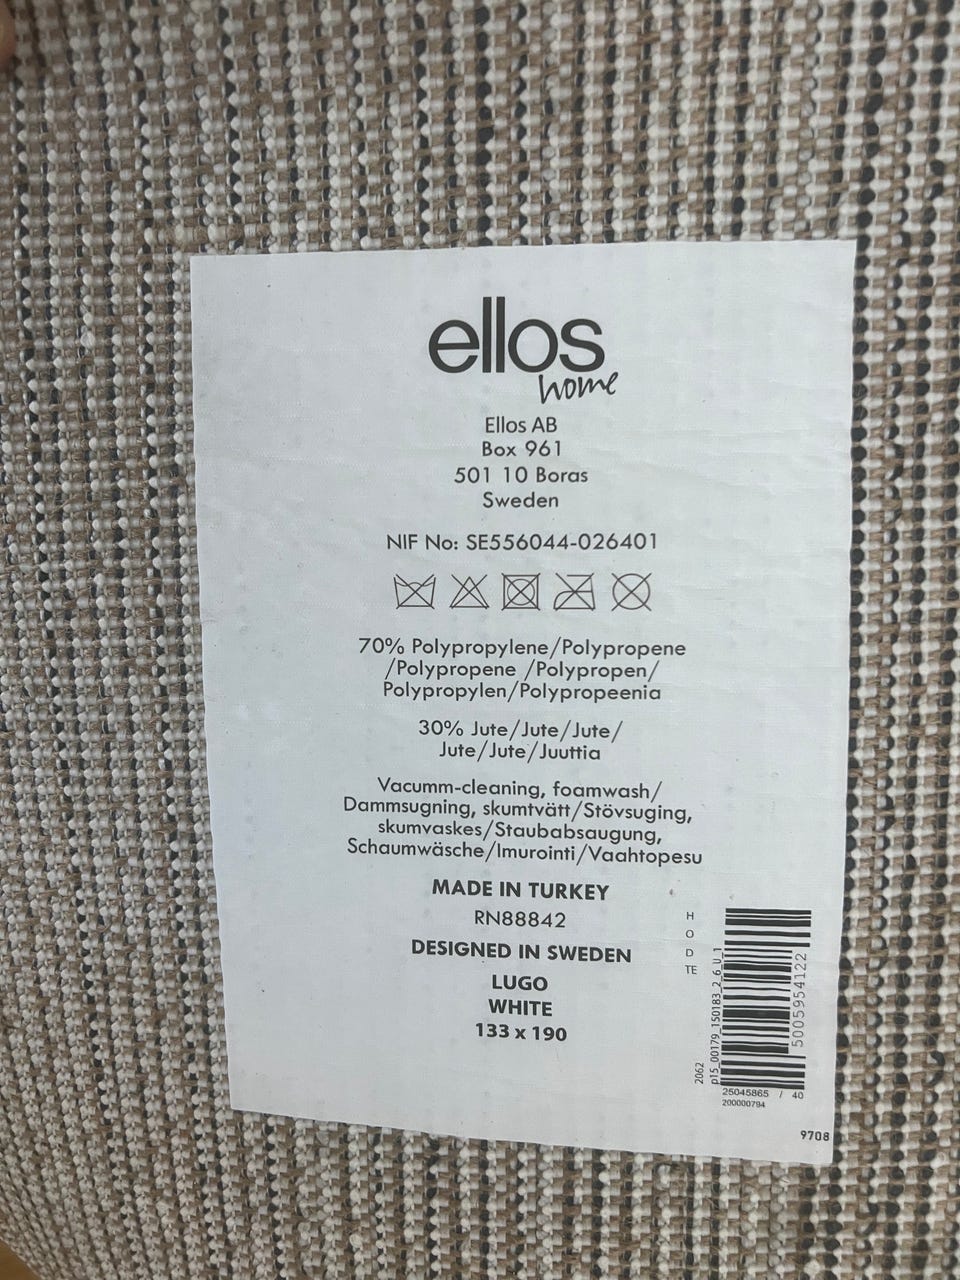 ellos
home
Ellos AB
Box 961
501 10 Boras
Sweden
NIF No: SE556044-026401
70% Polypropylene/Polypropene
/Polypropene /Polypropen/
Polypropylen/Polypropeenia
30% Jute/Jute/Jute/
Jute/Jute/Juuttia
Vacumm-cleaning, foamwash/
Dammsugning, skumtvätt/Stövsuging,
skumvaskes/Staubabsaugung,
Schaumwäsche/Imurointi/Vaahtopesu
MADE IN TURKEY
RN88842
DESIGNED IN SWEDEN
LUGO
WHITE
133 x 190
H
O
D
TE
2062
p15_00179_150183_2_6_U_1
5005954122
25045865 / 40
200000794
9708